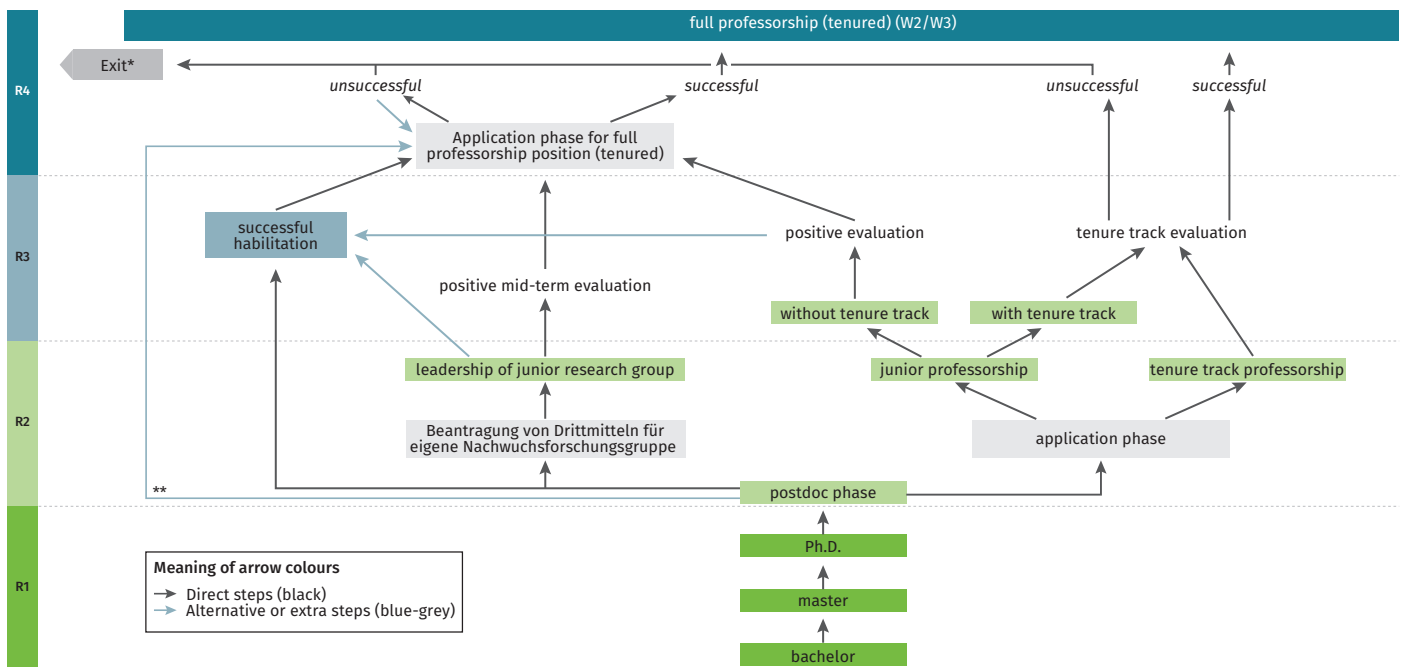 full professorship (tenured) (W2/W3)
Exit*
R4
unsuccessful
successful
unsuccessful
successful
Application phase for full
professorship position (tenured)
R3
successful
habilitation
positive evaluation
tenure track evaluation
positive mid-term evaluation
without tenure track
with tenure track
leadership of junior research group
junior professorship
tenure track professorship
R2
Beantragung von Drittmitteln für
eigene Nachwuchsforschungsgruppe
application phase
**
postdoc phase
R1
Ph.D.
master
bachelor
Meaning of arrow colours
Direct steps (black)
Alternative or extra steps (blue-grey)